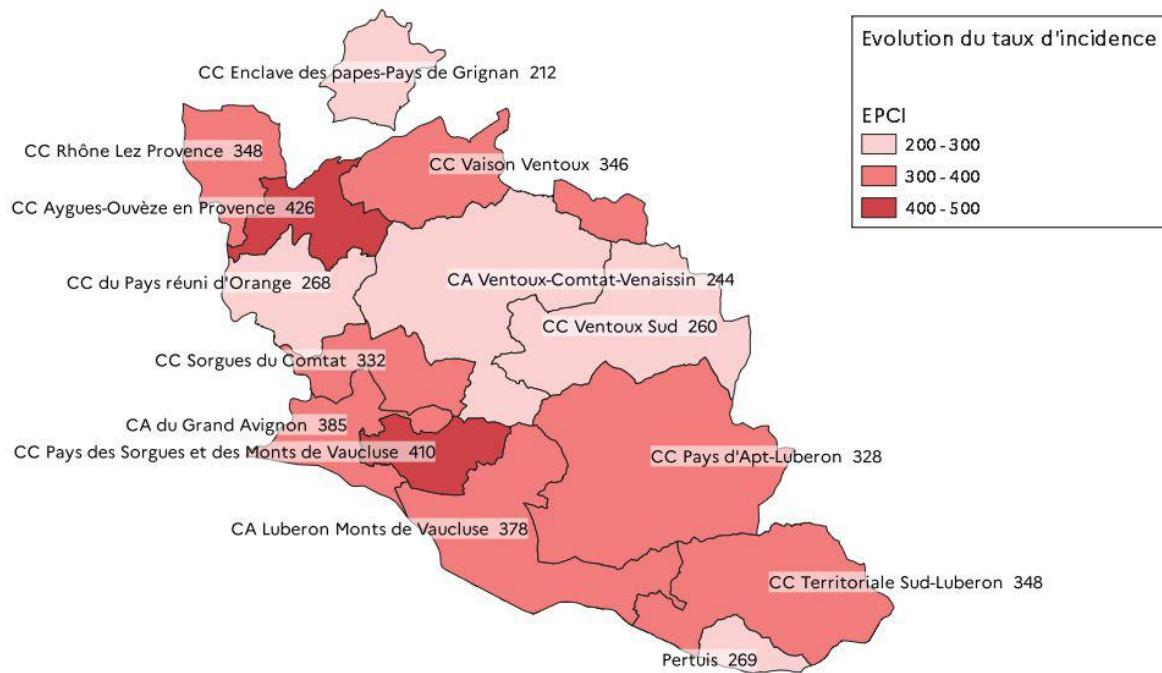 Evolution du taux d'incidence
EPCI
200-300
300-400
400-500
CC Enclave des papes-Pays de Grignan 212
CC Rhône Lez Provence 348
CC Vaison Ventoux 346
CC Aygues-Ouvèze en Provence 426
CC du Pays réuni d'Orange 268
CA Ventoux-Comtat-Venaissin 244
CC Ventoux Sud 260
CC Sorgues du Comtat 332
CA du Grand Avignon 385
CC Pays des Sorgues et des Monts de Vaucluse 410
CC Pays d'Apt-Luberon 328
CA Luberon Monts de Vaucluse 378
CC Territoriale Sud-Luberon 348
Pertuis 269